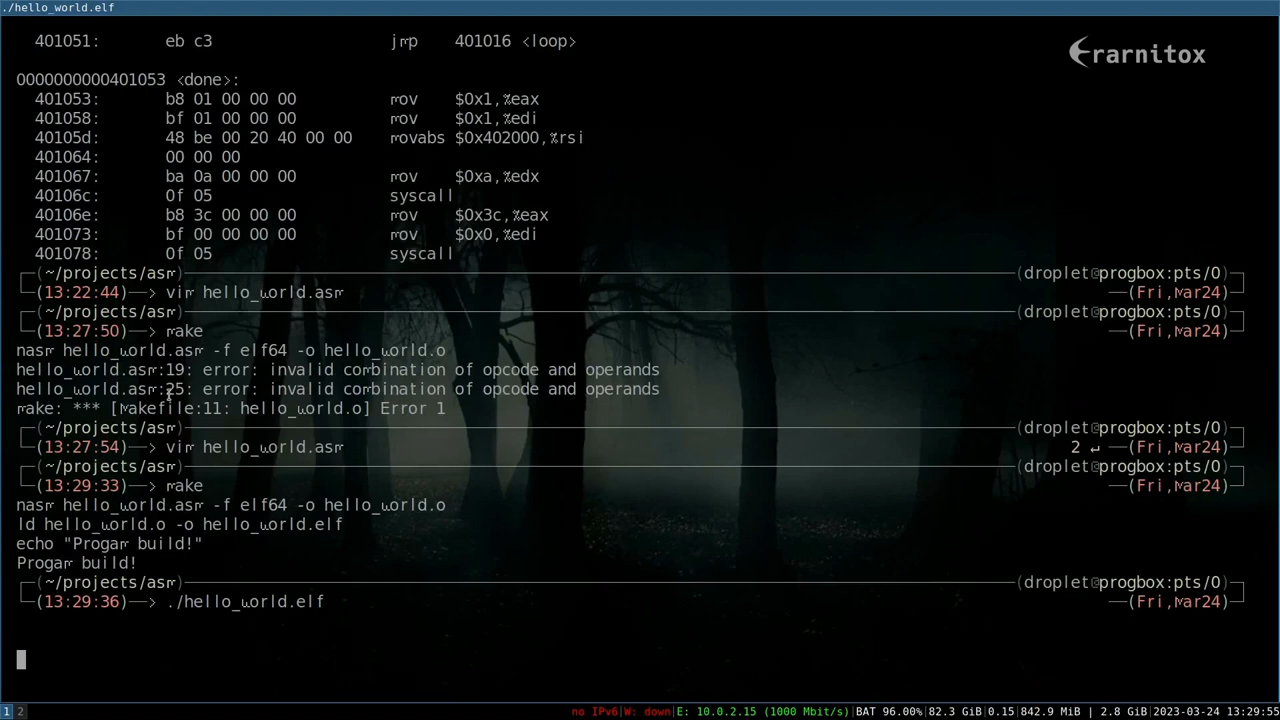 ./hello_world.elf
401051: eb c3 jmp 401016 <loop>
rarnitox
0000000000401053 <done>:
401053: b8 01 00 00 00 mov $0x1,%eax
401058: bf 01 00 00 00 mov $0x1,%edi
40105d: 48 be 00 20 40 00 00 movabs $0x402000,%rsi
401064: 00 00 00
401067: ba 0a 00 00 00 mov $0xa,%edx
40106c: 0f 05 syscall
40106e: b8 3c 00 00 00 mov $0x3c,%eax
401073: bf 00 00 00 00 mov $0x0,%edi
401078: 0f 05 syscall
(~/projects/asm) (droplet@progbox:pts/0)
(13:22:44)──> vim hello_world.asm (Fri,Mar24)
(~/projects/asm) (droplet@progbox:pts/0)
(13:27:50)──> make (Fri,Mar24)
nasm hello_world.asm -f elf64 -o hello_world.o
hello_world.asm:19: error: invalid combination of opcode and operands
hello_world.asm:25: error: invalid combination of opcode and operands
make: *** [Makefile:11: hello_world.o] Error 1
(~/projects/asm) (droplet@progbox:pts/0)
(13:27:54)──> vim hello_world.asm 2 ↵ (Fri,Mar24)
(~/projects/asm) (droplet@progbox:pts/0)
(13:29:33)──> make (Fri,Mar24)
nasm hello_world.asm -f elf64 -o hello_world.o
ld hello_world.o -o hello_world.elf
echo "Progam build!"
Progam build!
(~/projects/asm) (droplet@progbox:pts/0)
(13:29:36)──> ./hello_world.elf (Fri,Mar24)
1 2 no IPv6|W: down|E: 10.0.2.15 (1000 Mbit/s)|BAT 96.00%|82.3 GiB|0.15|842.9 MiB | 2.8 GiB|2023-03-24 13:29:55